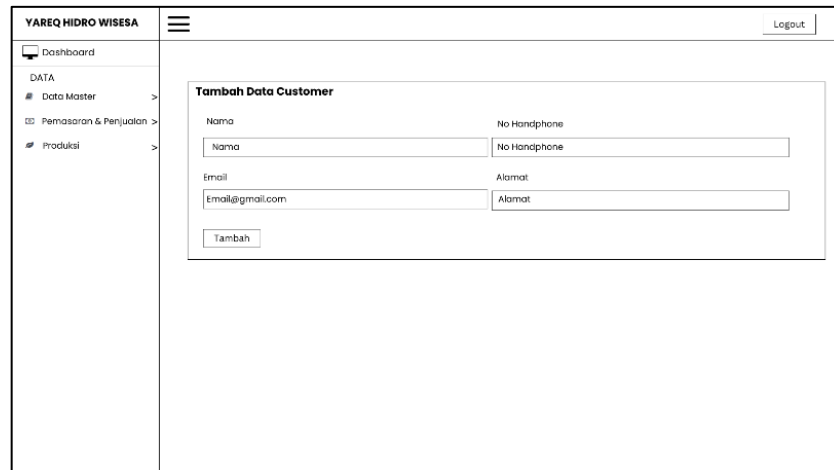 YAREQ HIDRO WISESA
Logout
Dashboard
DATA
Data Master >
Pemasaran & Penjualan >
Produksi >
Tambah Data Customer
Nama
No Handphone
Nama
No Handphone
Email
Alamat
Email@gmail.com
Alamat
Tambah